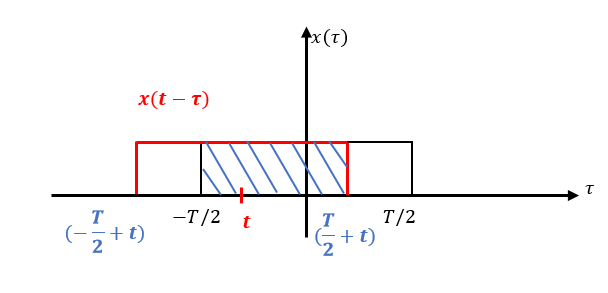 x(τ)
x(t − τ)
τ
−T/2
t
T/2
(−T/2 + t)
(T/2 + t)